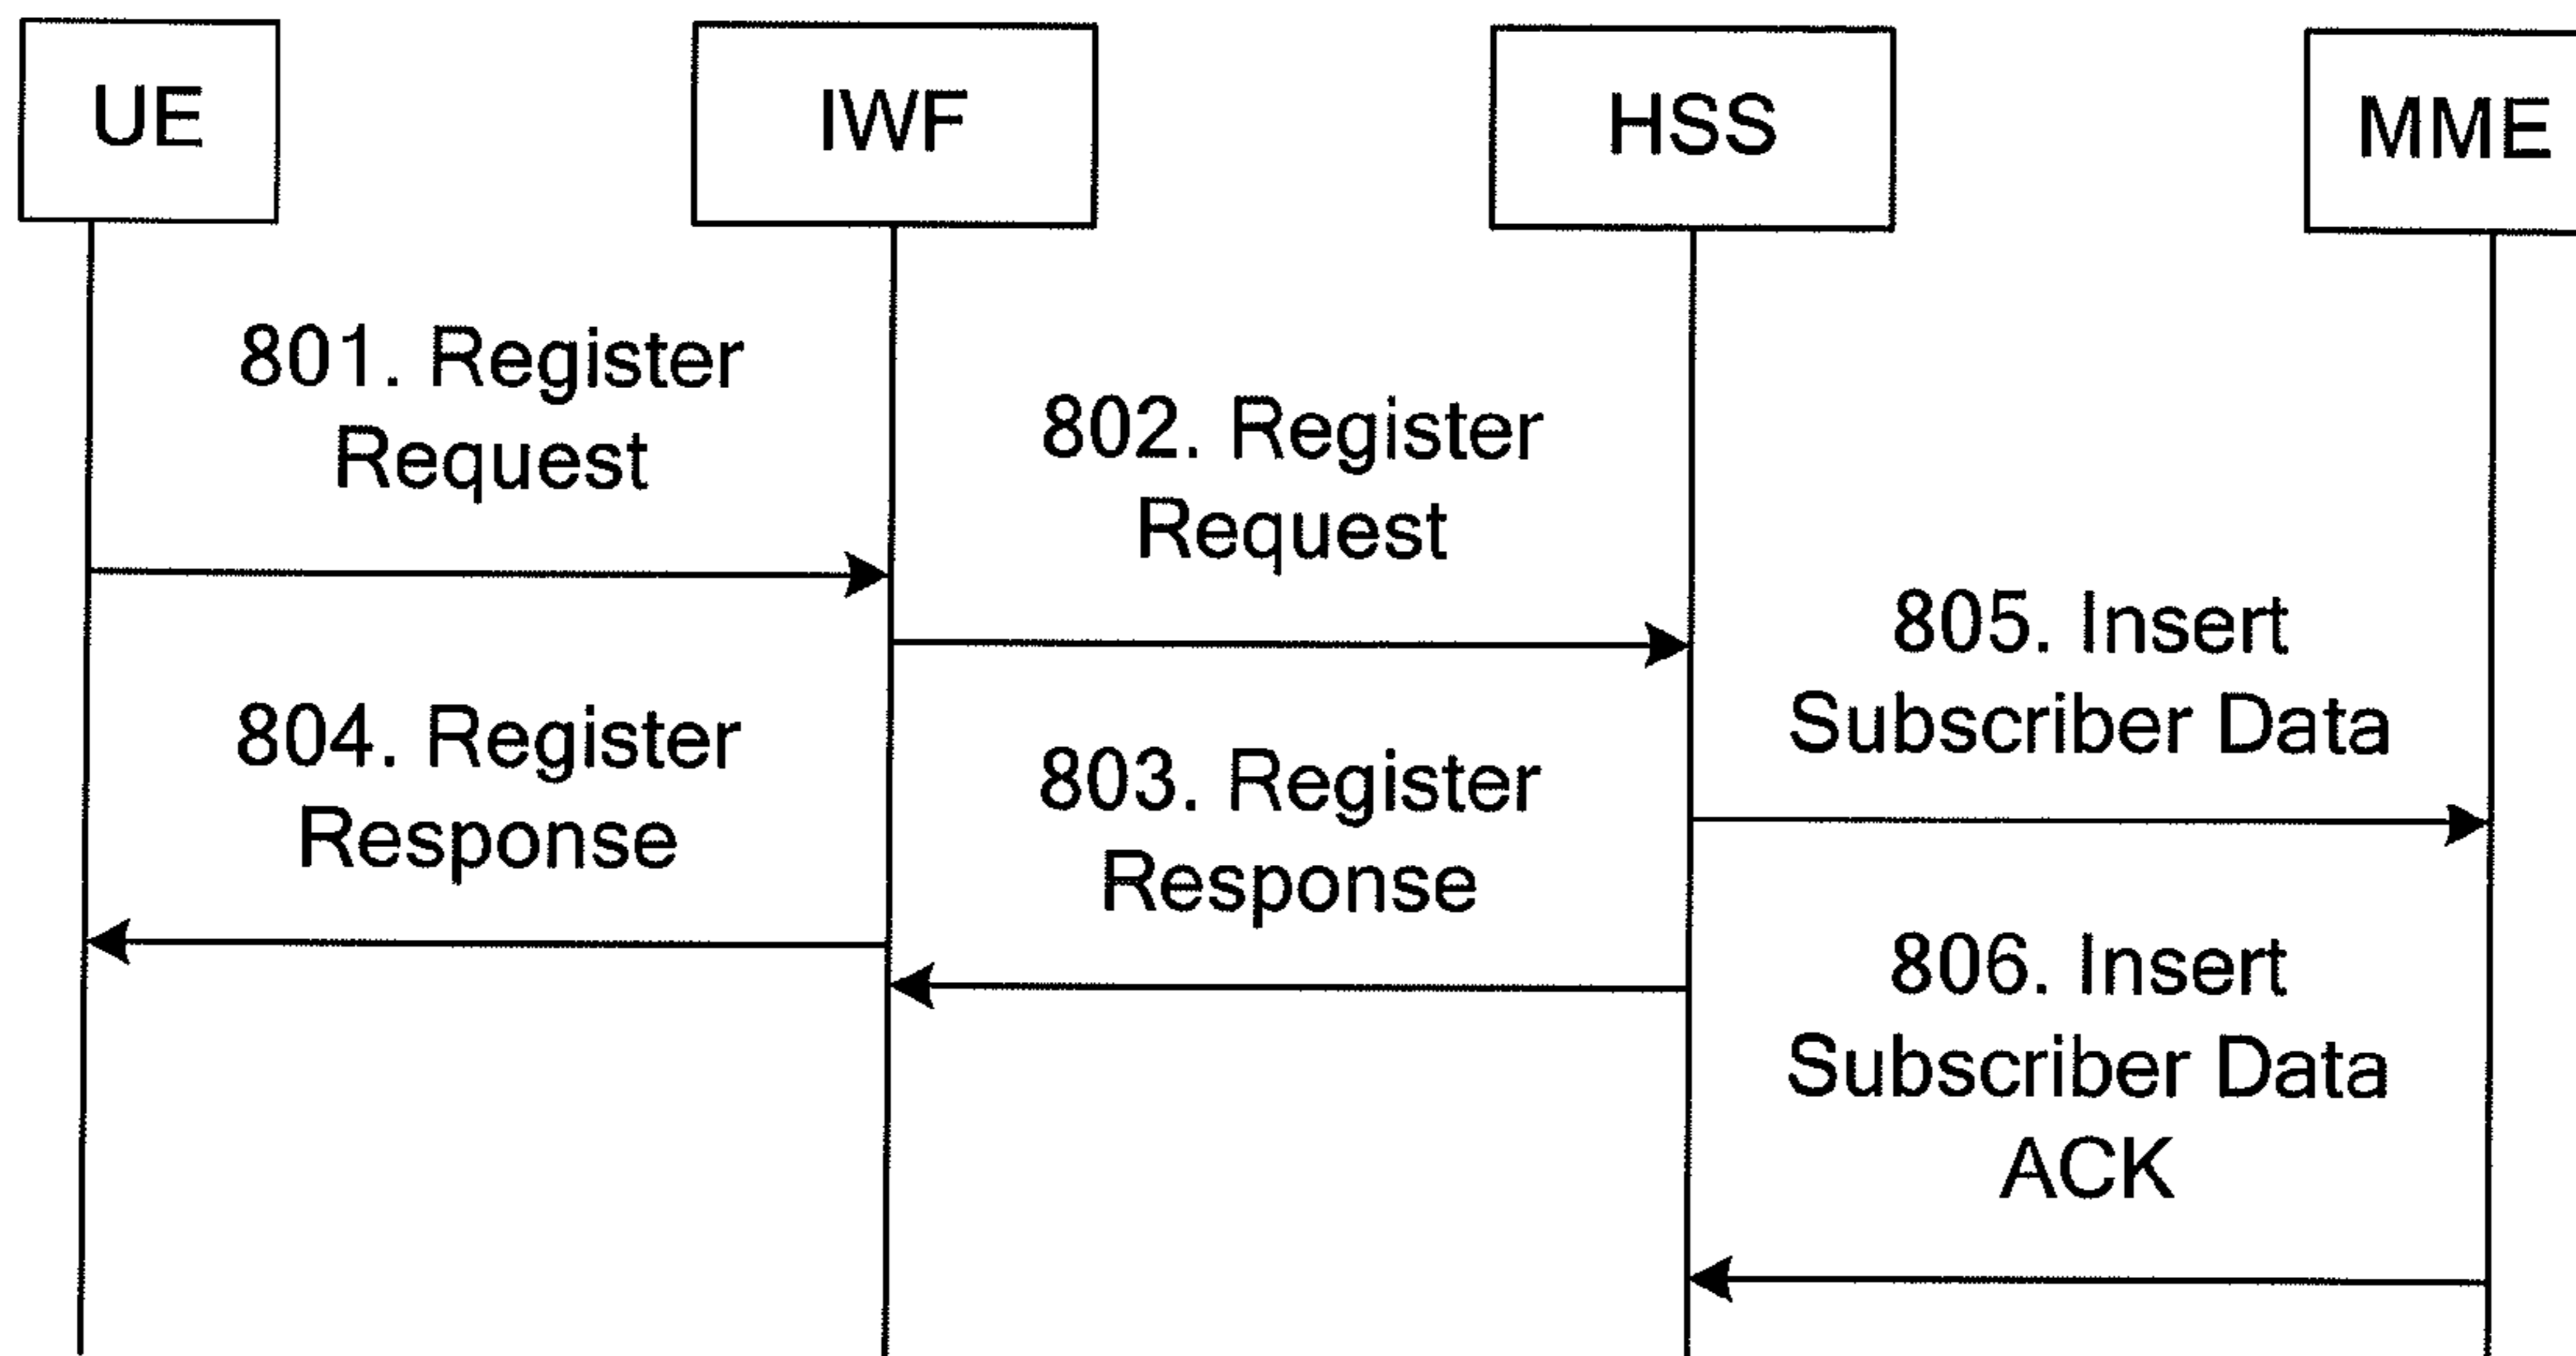 UE
IWF
HSS
MME
801. Register
Request
802. Register
Request
805. Insert
Subscriber Data
804. Register
Response
803. Register
Response
806. Insert
Subscriber Data
ACK